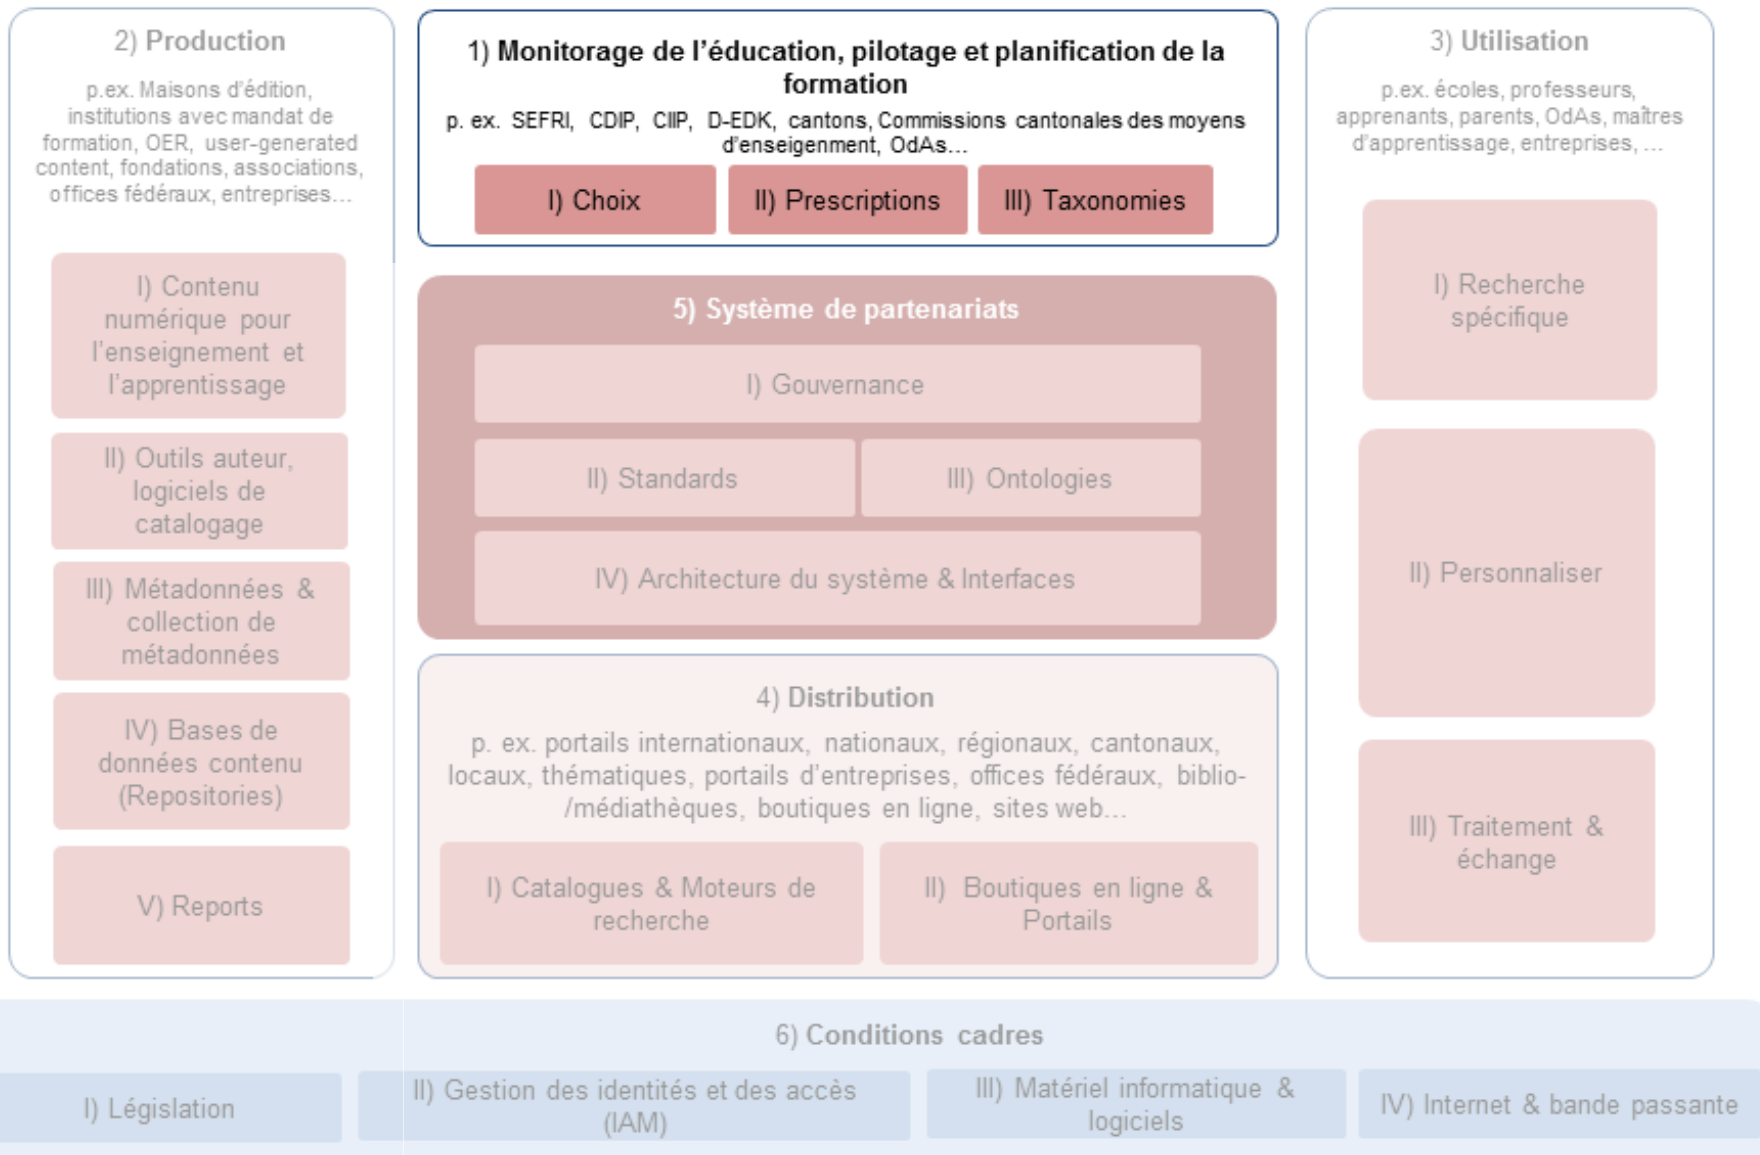 2) Production
p.ex. Maisons d'édition,
institutions avec mandat de
formation, OER, user-generated
content, fondations, associations,
offices fédéraux, entreprises...
I) Contenu
numérique pour
l'enseignement et
l'apprentissage
II) Outils auteur,
logiciels de
catalogage
III) Métadonnées &
collection de
métadonnées
IV) Bases de
données contenu
(Repositories)
V) Reports
1) Monitorage de l'éducation, pilotage et planification de la
formation
p. ex. SEFRI, CDIP, CIIP, D-EDK, cantons, Commissions cantonales des moyens
d'enseigenment, OdAs...
I) Choix
II) Prescriptions
III) Taxonomies
5) Système de partenariats
I) Gouvernance
II) Standards
III) Ontologies
IV) Architecture du système & Interfaces
4) Distribution
p. ex. portails internationaux, nationaux, régionaux, cantonaux,
locaux, thématiques, portails d'entreprises, offices fédéraux, biblio-
/médiathèques, boutiques en ligne, sites web...
I) Catalogues & Moteurs de
recherche
II) Boutiques en ligne &
Portails
3) Utilisation
p.ex. écoles, professeurs,
apprenants, parents, OdAs, maîtres
d'apprentissage, entreprises, ...
I) Recherche
spécifique
II) Personnaliser
III) Traitement &
échange
6) Conditions cadres
I) Législation
II) Gestion des identités et des accès
(IAM)
III) Matériel informatique &
logiciels
IV) Internet & bande passante